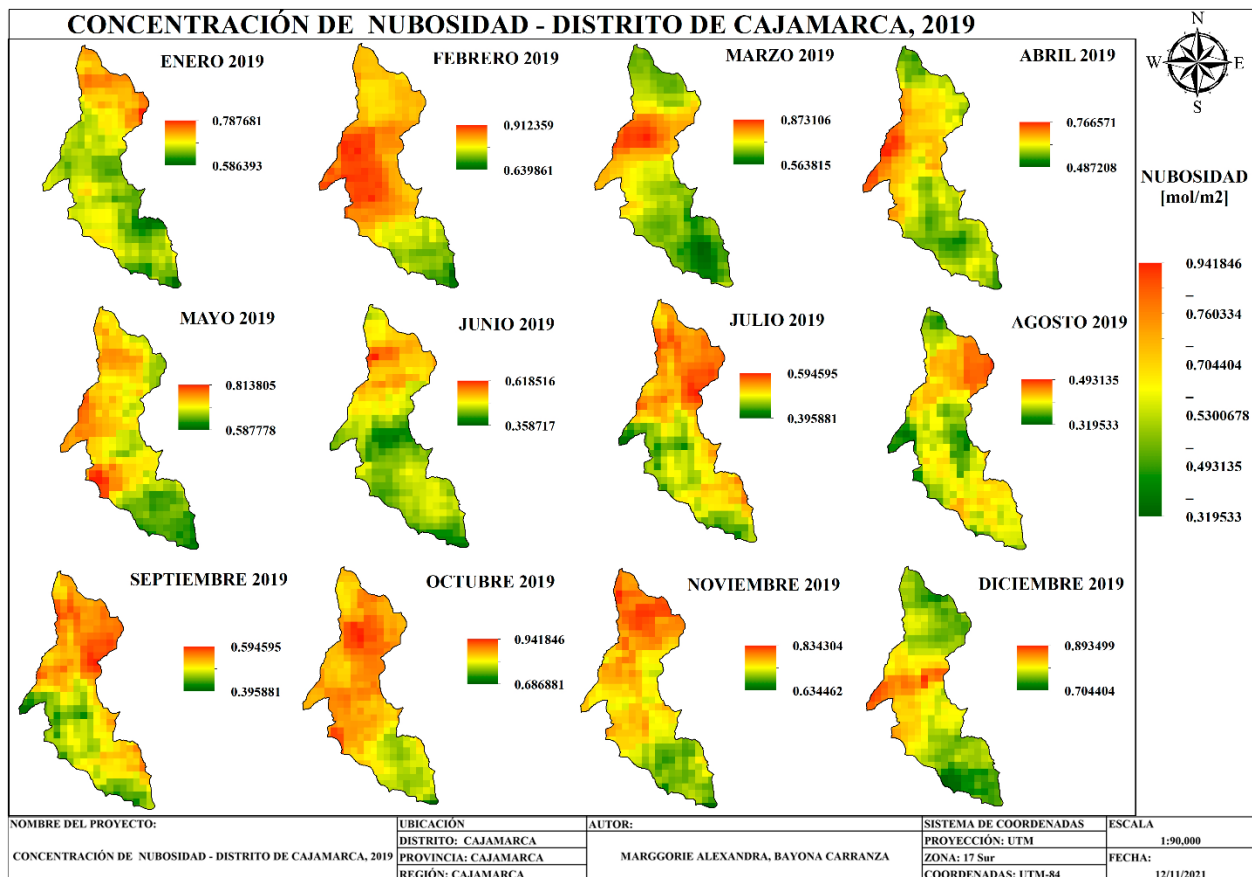 CONCENTRACIÓN DE NUBOSIDAD - DISTRITO DE CAJAMARCA, 2019
N
W E
S
ENERO 2019
0.787681
0.586393
FEBRERO 2019
0.912359
0.639861
MARZO 2019
0.873106
0.563815
ABRIL 2019
0.766571
0.487208
NUBOSIDAD
[mol/m2]
0.941846
–
0.760334
–
0.704404
–
0.5300678
–
0.493135
–
0.319533
MAYO 2019
0.813805
0.587778
JUNIO 2019
0.618516
0.358717
JULIO 2019
0.594595
0.395881
AGOSTO 2019
0.493135
0.319533
SEPTIEMBRE 2019
0.594595
0.395881
OCTUBRE 2019
0.941846
0.686881
NOVIEMBRE 2019
0.834304
0.634462
DICIEMBRE 2019
0.893499
0.704404
NOMBRE DEL PROYECTO:
CONCENTRACIÓN DE NUBOSIDAD - DISTRITO DE CAJAMARCA, 2019
UBICACIÓN
DISTRITO: CAJAMARCA
PROVINCIA: CAJAMARCA
REGIÓN: CAJAMARCA
AUTOR:
MARGGORIE ALEXANDRA, BAYONA CARRANZA
SISTEMA DE COORDENADAS
PROYECCIÓN: UTM
ZONA: 17 Sur
COORDENADAS: UTM-84
ESCALA
1:90,000
FECHA:
12/11/2021